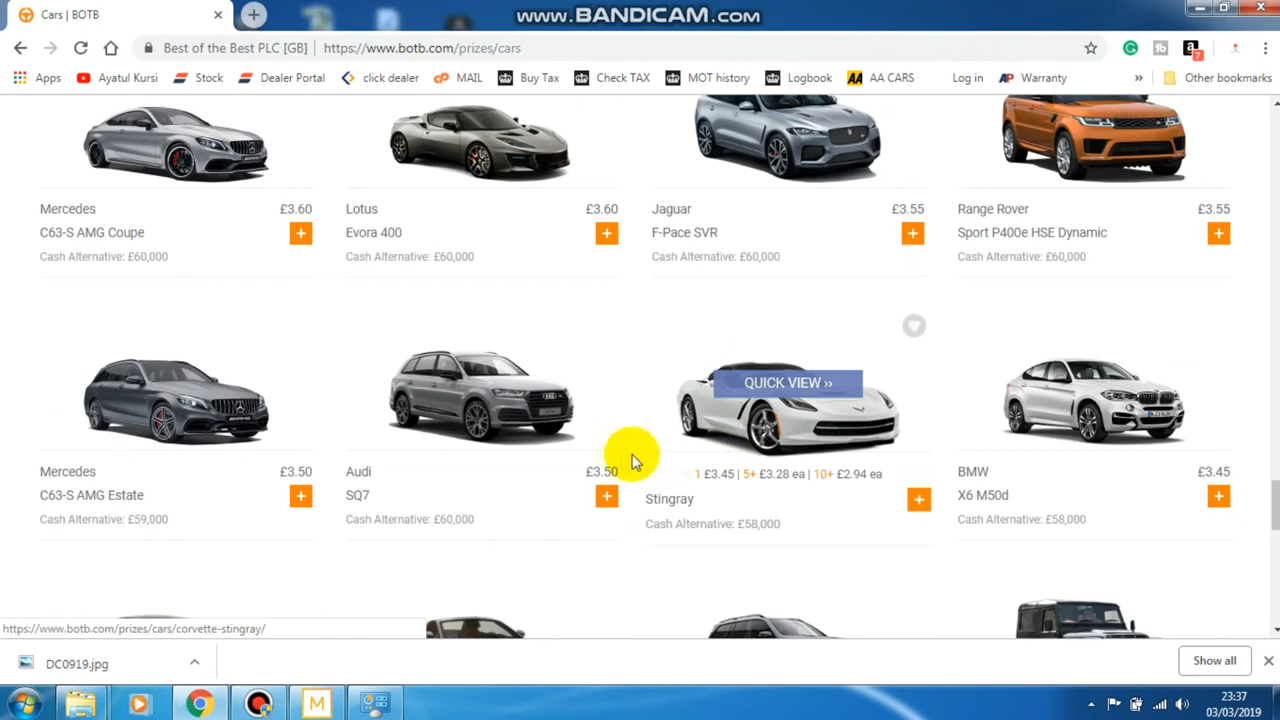 www.BANDICAM.com
Cars | BOTB
Best of the Best PLC [GB] | https://www.botb.com/prizes/cars
Apps Ayatul Kursi Stock Dealer Portal click dealer MAIL Buy Tax Check TAX MOT history Logbook AA CARS Log in Warranty » Other bookmarks
Mercedes £3.60 Lotus £3.60 Jaguar £3.55 Range Rover £3.55
C63-S AMG Coupe + Evora 400 + F-Pace SVR + Sport P400e HSE Dynamic +
Cash Alternative: £60,000 Cash Alternative: £60,000 Cash Alternative: £60,000 Cash Alternative: £60,000
QUICK VIEW ››
Mercedes £3.50 Audi £3.50 1 £3.45 | 5+ £3.28 ea | 10+ £2.94 ea BMW £3.45
C63-S AMG Estate + SQ7 + Stingray + X6 M50d +
Cash Alternative: £59,000 Cash Alternative: £60,000 Cash Alternative: £58,000 Cash Alternative: £58,000
https://www.botb.com/prizes/cars/corvette-stingray/
DC0919.jpg Show all
23:37
03/03/2019